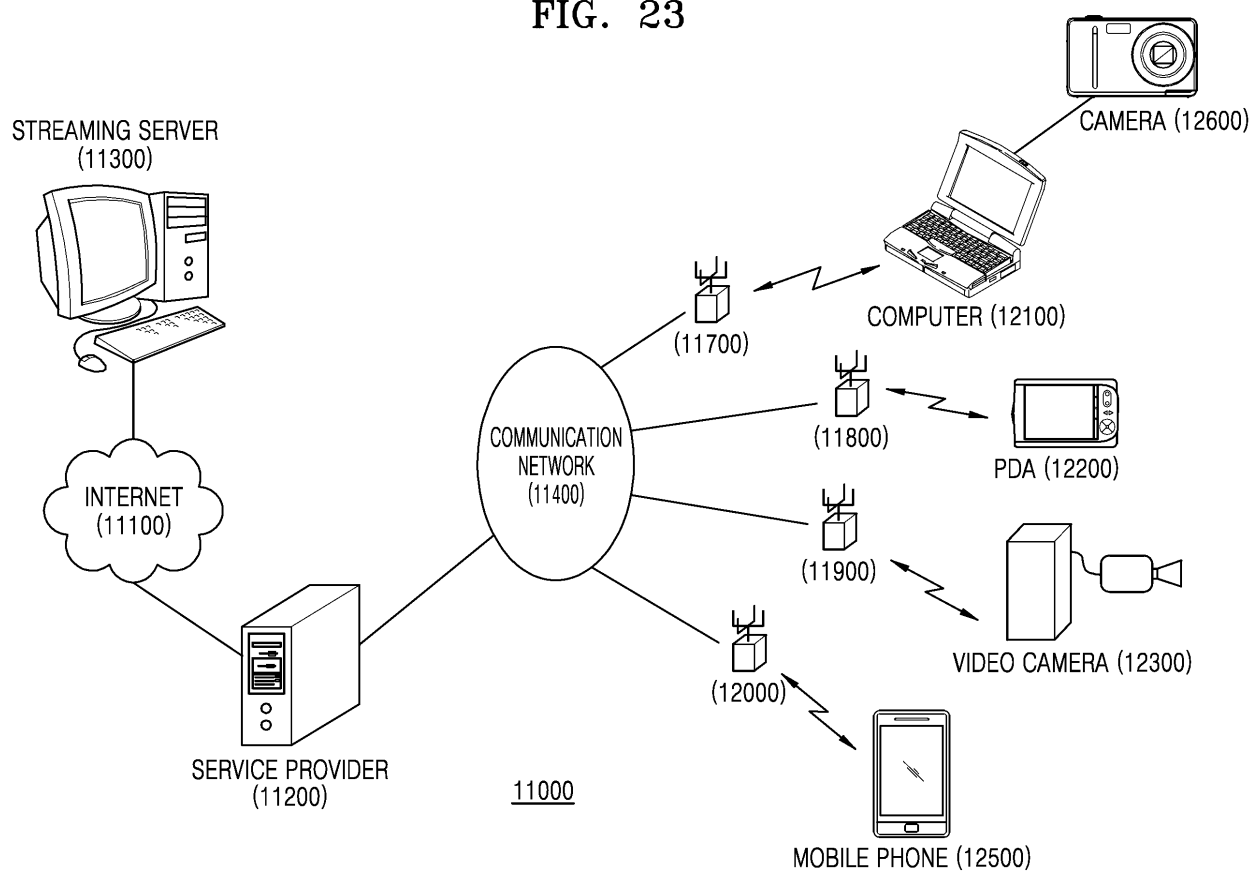 FIG. 23
CAMERA (12600)
STREAMING SERVER
(11300)
COMPUTER (12100)
(11700)
(11800)
PDA (12200)
COMMUNICATION
NETWORK
(11400)
INTERNET
(11100)
(11900)
VIDEO CAMERA (12300)
(12000)
SERVICE PROVIDER
(11200)
11000
MOBILE PHONE (12500)